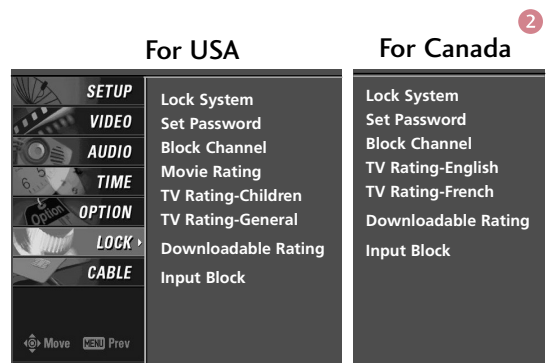 2
For USA
For Canada
SETUP
VIDEO
AUDIO
TIME
Option
OPTION
LOCK
CABLE
Move MENU Prev
Lock System
Set Password
Block Channel
Movie Rating
TV Rating-Children
TV Rating-General
Downloadable Rating
Input Block
Lock System
Set Password
Block Channel
TV Rating-English
TV Rating-French
Downloadable Rating
Input Block